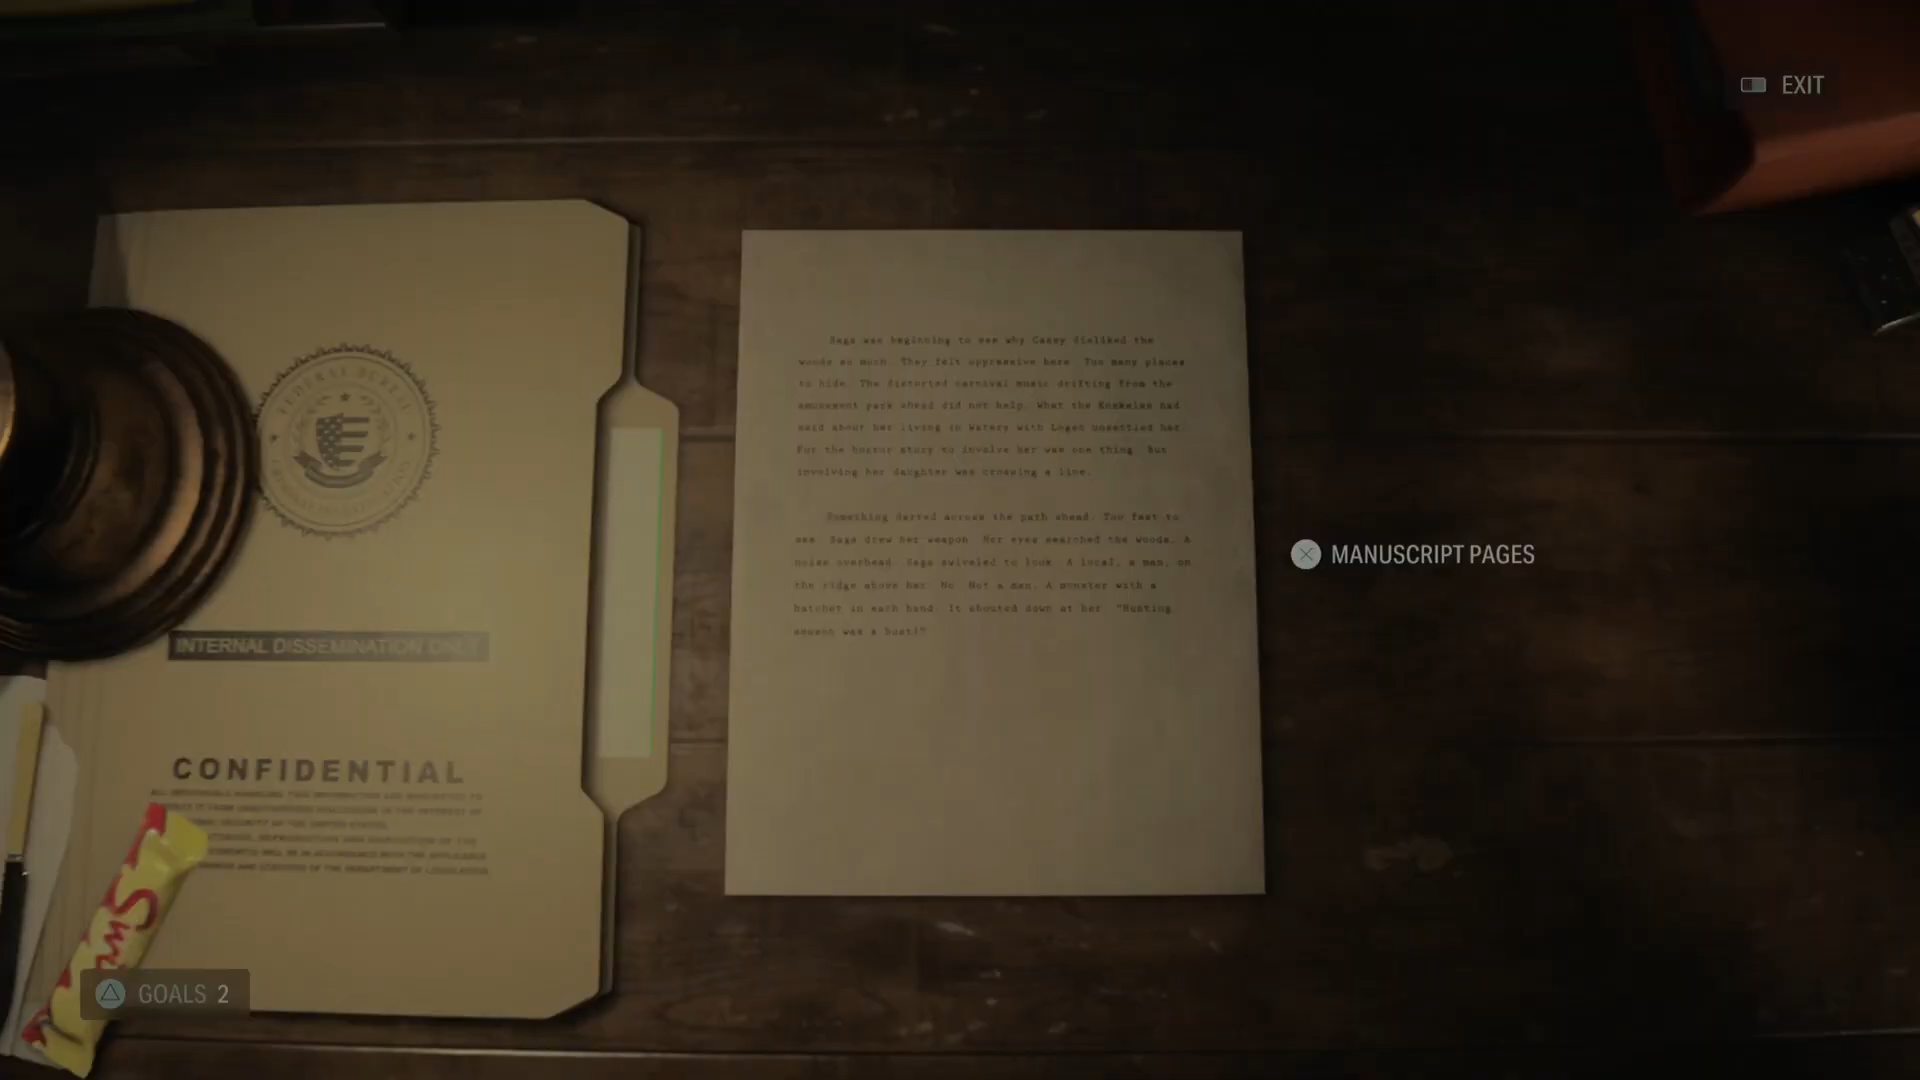 EXIT
FEDERAL BUREAU
INTERNAL DISSEMINATION ONLY
CONFIDENTIAL
Saga was beginning to see why Casey disliked the
woods so much. They felt oppressive here. Too many places
to hide. The distorted carnival music drifting from the
amusement park ahead did not help. What the Koskelas had
said about her living in Watery with Logan unsettled her.
For the horror story to involve her was one thing. But
involving her daughter was crossing a line.
Something darted across the path ahead. Too fast to
see. Saga drew her weapon. Her eyes searched the woods. A
noise overhead. Saga swiveled to look. A local, a man, on
the ridge above her. No. Not a man. A monster with a
hatchet in each hand. It shouted down at her: "Hunting
season was a bust!"
MANUSCRIPT PAGES
GOALS 2